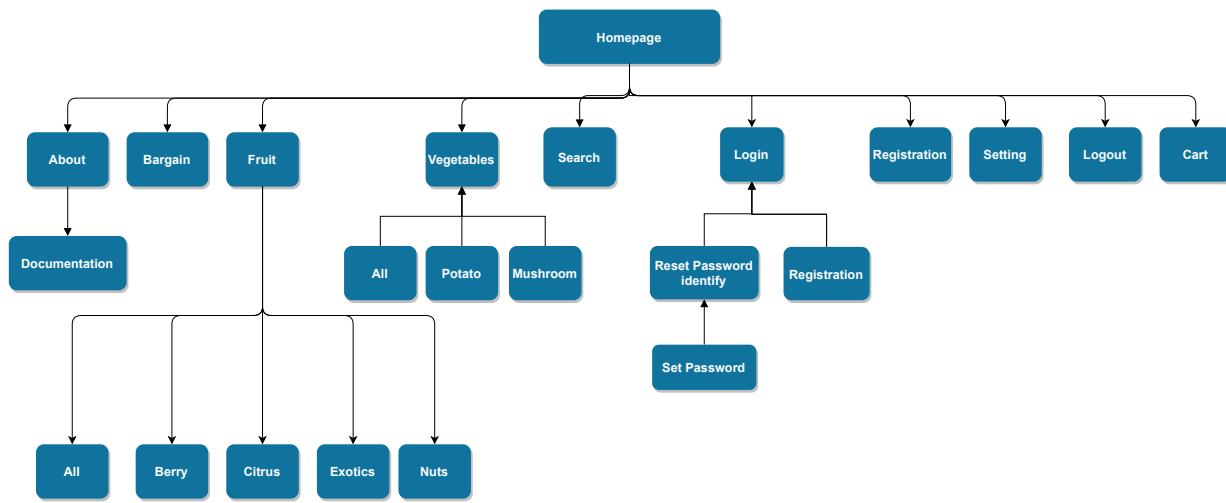 Homepage
About
Bargain
Fruit
Vegetables
Search
Login
Registration
Setting
Logout
Cart
Documentation
All
Potato
Mushroom
Reset Password
identify
Registration
Set Password
All
Berry
Citrus
Exotics
Nuts